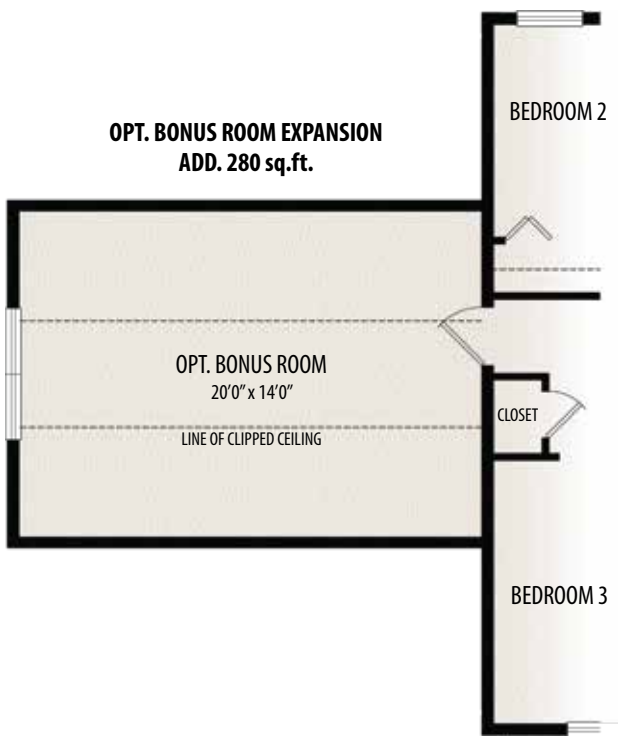 BEDROOM 2
OPT. BONUS ROOM EXPANSION
ADD. 280 sq.ft.
OPT. BONUS ROOM
20'0" x 14'0"
CLOSET
LINE OF CLIPPED CEILING
BEDROOM 3